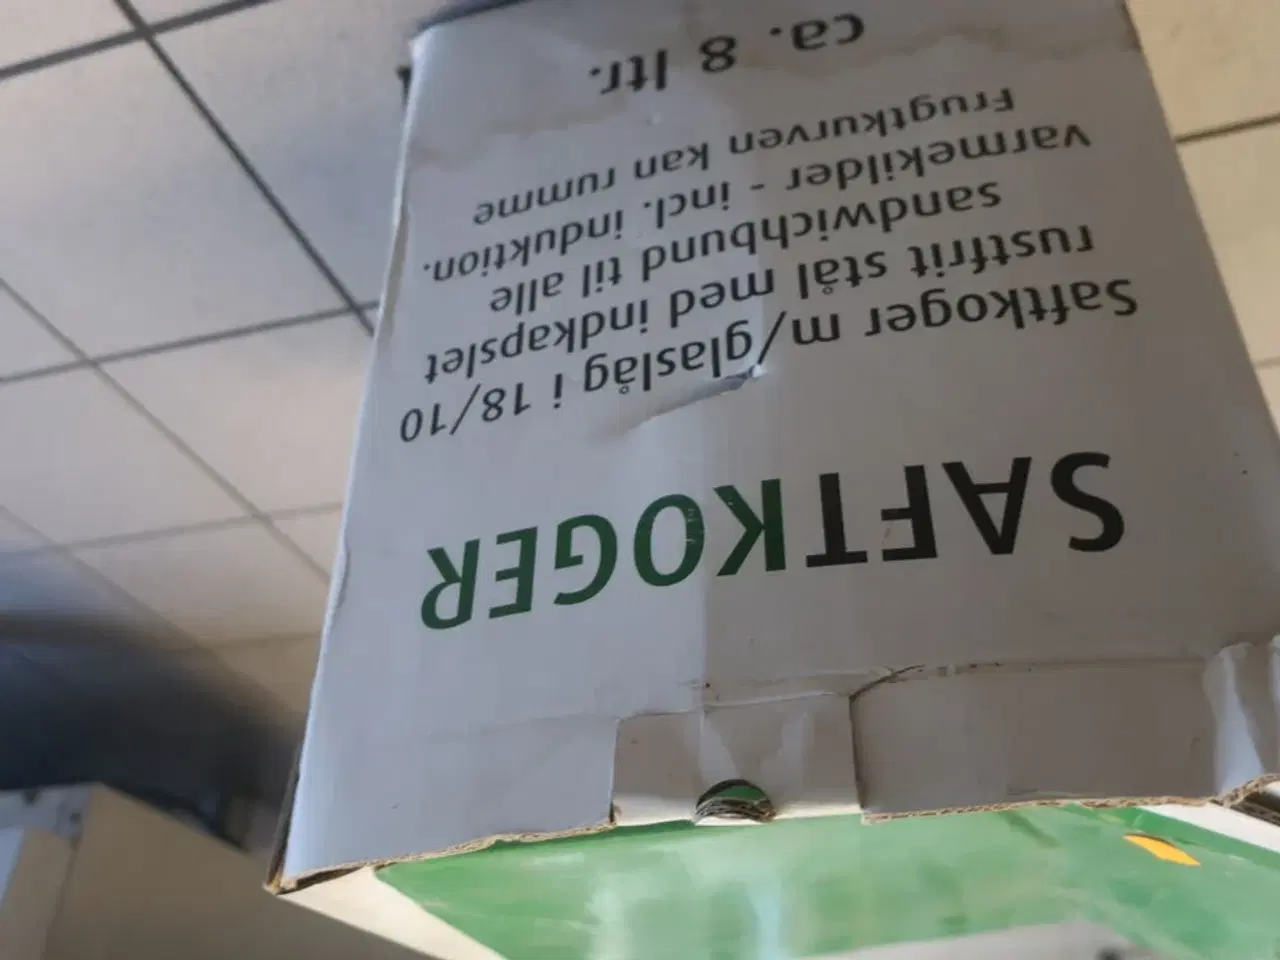 SAFTKOGER
Saftkoger m/glaslåg i 18/10
rustfrit stål med indkapslet
sandwichbund til alle
varmekilder - incl. induktion.
Frugtkurven kan rumme
ca. 8 ltr.